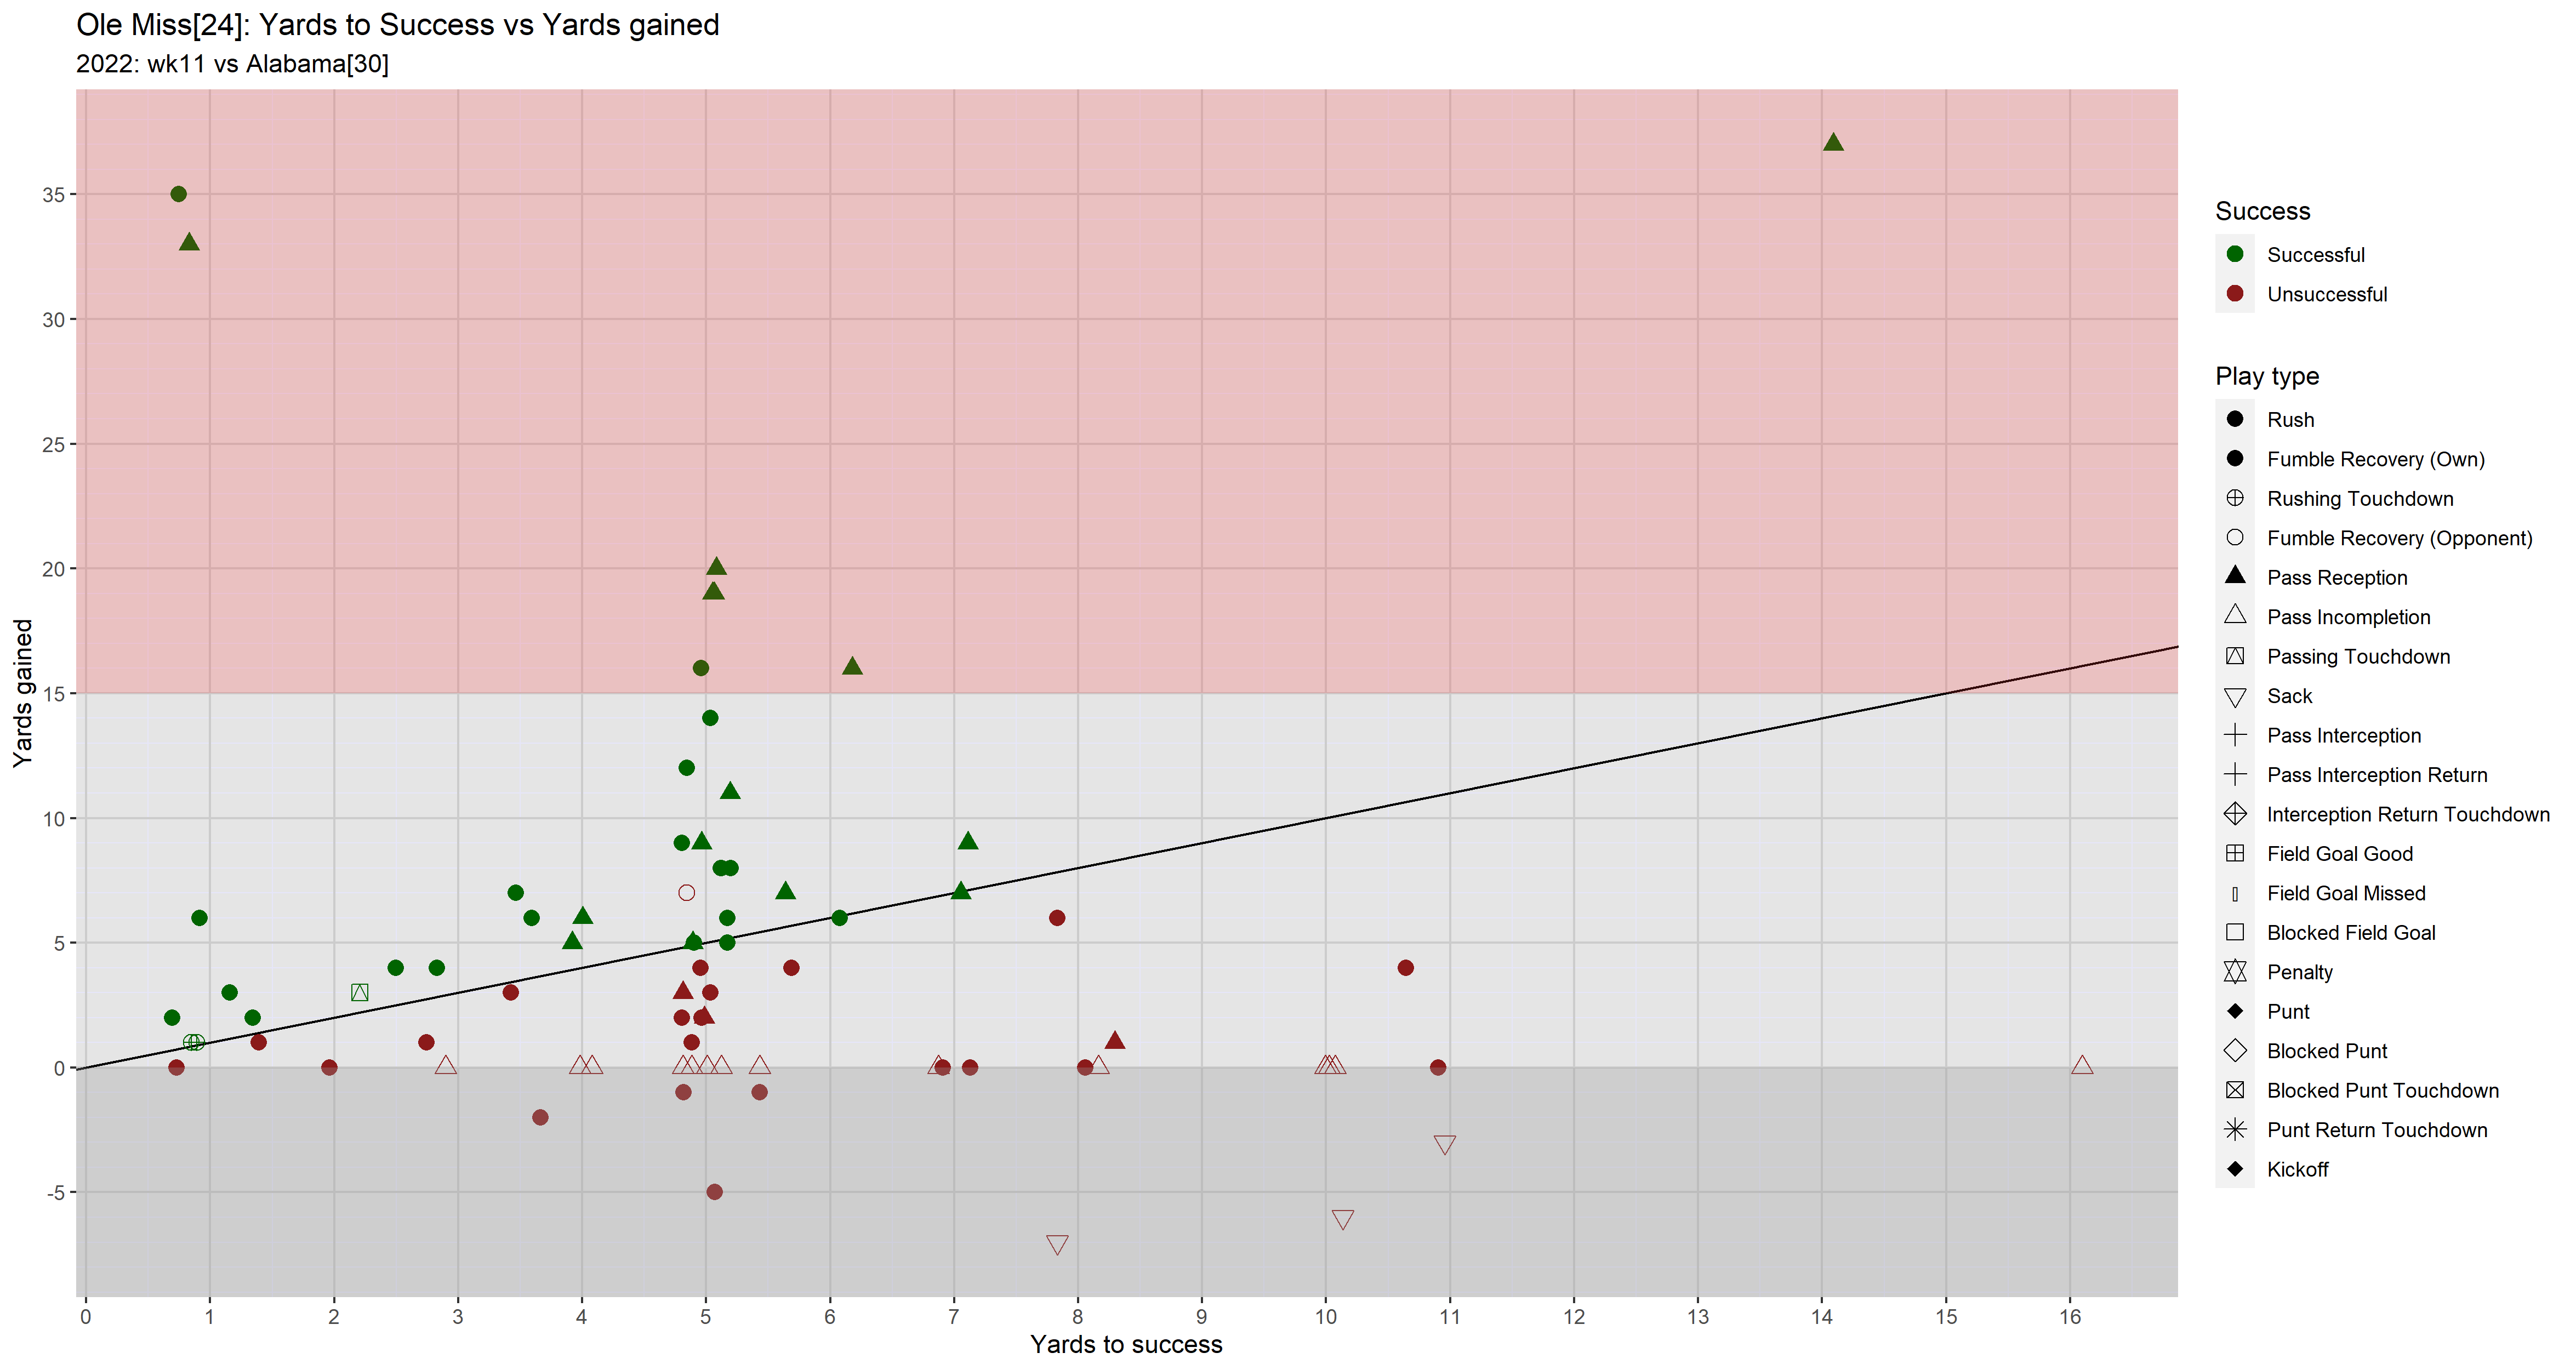 Ole Miss[24]: Yards to Success vs Yards gained
2022: wk11 vs Alabama[30]
Yards gained
35
30
25
20
15
10
5
0
-5
0 1 2 3 4 5 6 7 8 9 10 11 12 13 14 15 16
Yards to success
Success
Successful
Unsuccessful
Play type
Rush
Fumble Recovery (Own)
Rushing Touchdown
Fumble Recovery (Opponent)
Pass Reception
Pass Incompletion
Passing Touchdown
Sack
Pass Interception
Pass Interception Return
Interception Return Touchdown
Field Goal Good
Field Goal Missed
Blocked Field Goal
Penalty
Punt
Blocked Punt
Blocked Punt Touchdown
Punt Return Touchdown
Kickoff